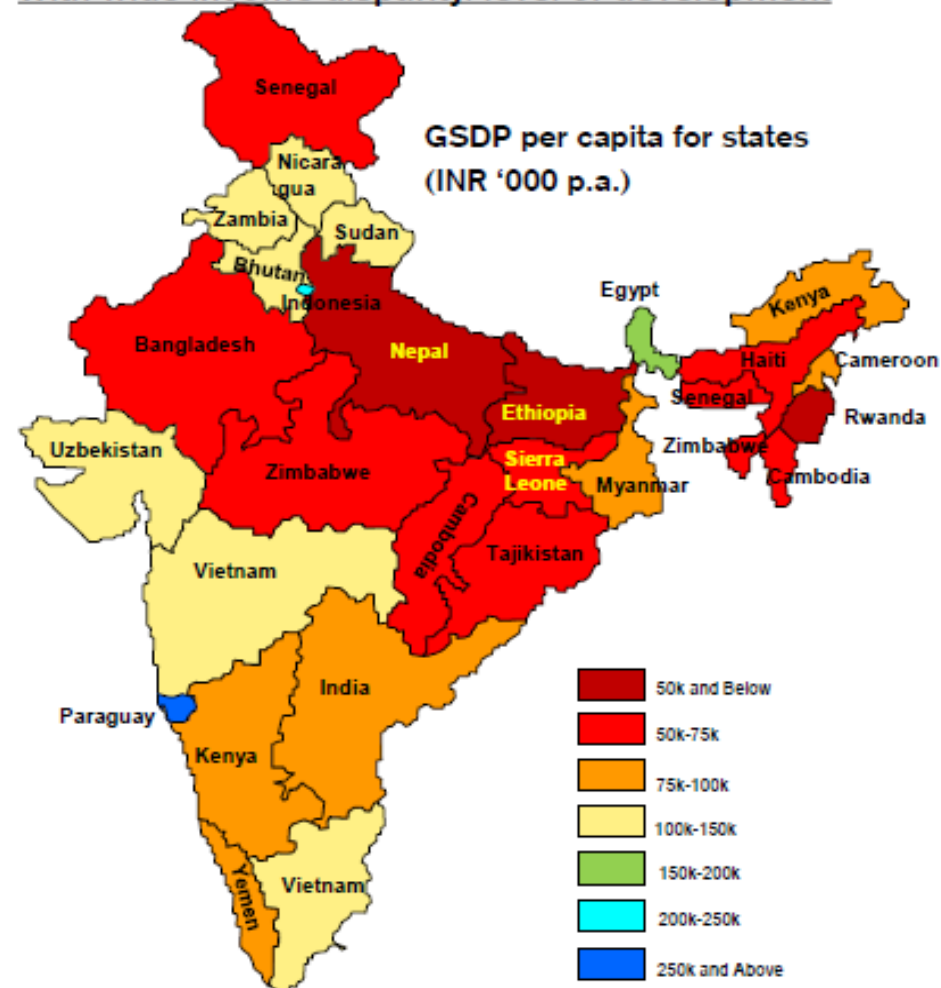 Senegal
GSDP per capita for states
(INR ‘000 p.a.)
Nicara
gua
Zambia
Sudan
Bhutan
Indonesia
Egypt
Kenya
Bangladesh
Nepal
Haiti
Cameroon
Senegal
Ethiopia
Rwanda
Uzbekistan
Zimbabwe
Sierra
Leone
Zimbabwe
Myanmar
Cambodia
Cambodia
Tajikistan
Vietnam
India
Paraguay
Kenya
Yemen
Vietnam
50k and Below
50k-75k
75k-100k
100k-150k
150k-200k
200k-250k
250k and Above